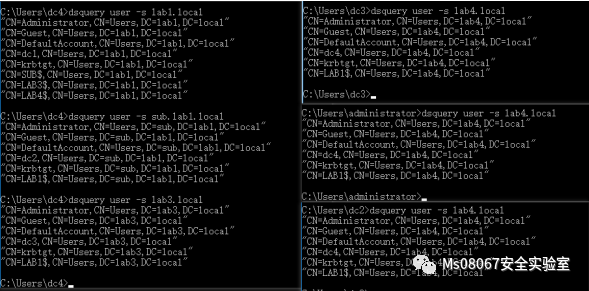 C:\Users\dc4>dsquery user -s lab1.local
"CN=Administrator,CN=Users,DC=lab1,DC=local"
"CN=Guest,CN=Users,DC=lab1,DC=local"
"CN=DefaultAccount,CN=Users,DC=lab1,DC=local"
"CN=dc1,CN=Users,DC=lab1,DC=local"
"CN=krbtgt,CN=Users,DC=lab1,DC=local"
"CN=SUB$,CN=Users,DC=lab1,DC=local"
"CN=LAB3$,CN=Users,DC=lab1,DC=local"
"CN=LAB4$,CN=Users,DC=lab1,DC=local"
C:\Users\dc4>dsquery user -s sub.lab1.local
"CN=Administrator,CN=Users,DC=sub,DC=lab1,DC=local"
"CN=Guest,CN=Users,DC=sub,DC=lab1,DC=local"
"CN=DefaultAccount,CN=Users,DC=sub,DC=lab1,DC=local"
"CN=dc2,CN=Users,DC=sub,DC=lab1,DC=local"
"CN=krbtgt,CN=Users,DC=sub,DC=lab1,DC=local"
"CN=LAB1$,CN=Users,DC=sub,DC=lab1,DC=local"
C:\Users\dc4>dsquery user -s lab3.local
"CN=Administrator,CN=Users,DC=lab3,DC=local"
"CN=Guest,CN=Users,DC=lab3,DC=local"
"CN=DefaultAccount,CN=Users,DC=lab3,DC=local"
"CN=dc3,CN=Users,DC=lab3,DC=local"
"CN=krbtgt,CN=Users,DC=lab3,DC=local"
"CN=LAB1$,CN=Users,DC=lab3,DC=local"
C:\Users\dc4>
C:\Users\dc3>dsquery user -s lab4.local
"CN=Administrator,CN=Users,DC=lab4,DC=local"
"CN=Guest,CN=Users,DC=lab4,DC=local"
"CN=DefaultAccount,CN=Users,DC=lab4,DC=local"
"CN=dc4,CN=Users,DC=lab4,DC=local"
"CN=krbtgt,CN=Users,DC=lab4,DC=local"
"CN=LAB1$,CN=Users,DC=lab4,DC=local"
C:\Users\dc3>
C:\Users\administrator>dsquery user -s lab4.local
"CN=Administrator,CN=Users,DC=lab4,DC=local"
"CN=Guest,CN=Users,DC=lab4,DC=local"
"CN=DefaultAccount,CN=Users,DC=lab4,DC=local"
"CN=dc4,CN=Users,DC=lab4,DC=local"
"CN=krbtgt,CN=Users,DC=lab4,DC=local"
"CN=LAB1$,CN=Users,DC=lab4,DC=local"
C:\Users\administrator>
C:\Users\dc2>dsquery user -s lab4.local
"CN=Administrator,CN=Users,DC=lab4,DC=local"
"CN=Guest,CN=Users,DC=lab4,DC=local"
"CN=DefaultAccount,CN=Users,DC=lab4,DC=local"
"CN=dc4,CN=Users,DC=lab4,DC=local"
"CN=krbtgt,CN=Users,
"CN=LAB1$,CN=Users,
Ms08067安全实验室